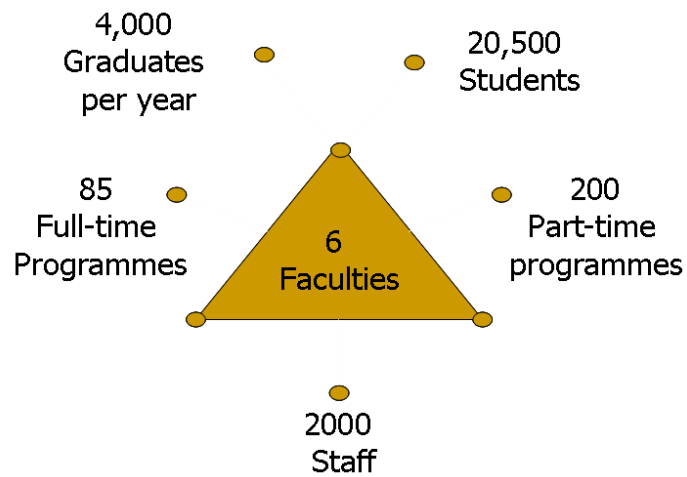 4,000
Graduates
per year
20,500
Students
85
Full-time
Programmes
6
Faculties
200
Part-time
programmes
2000
Staff